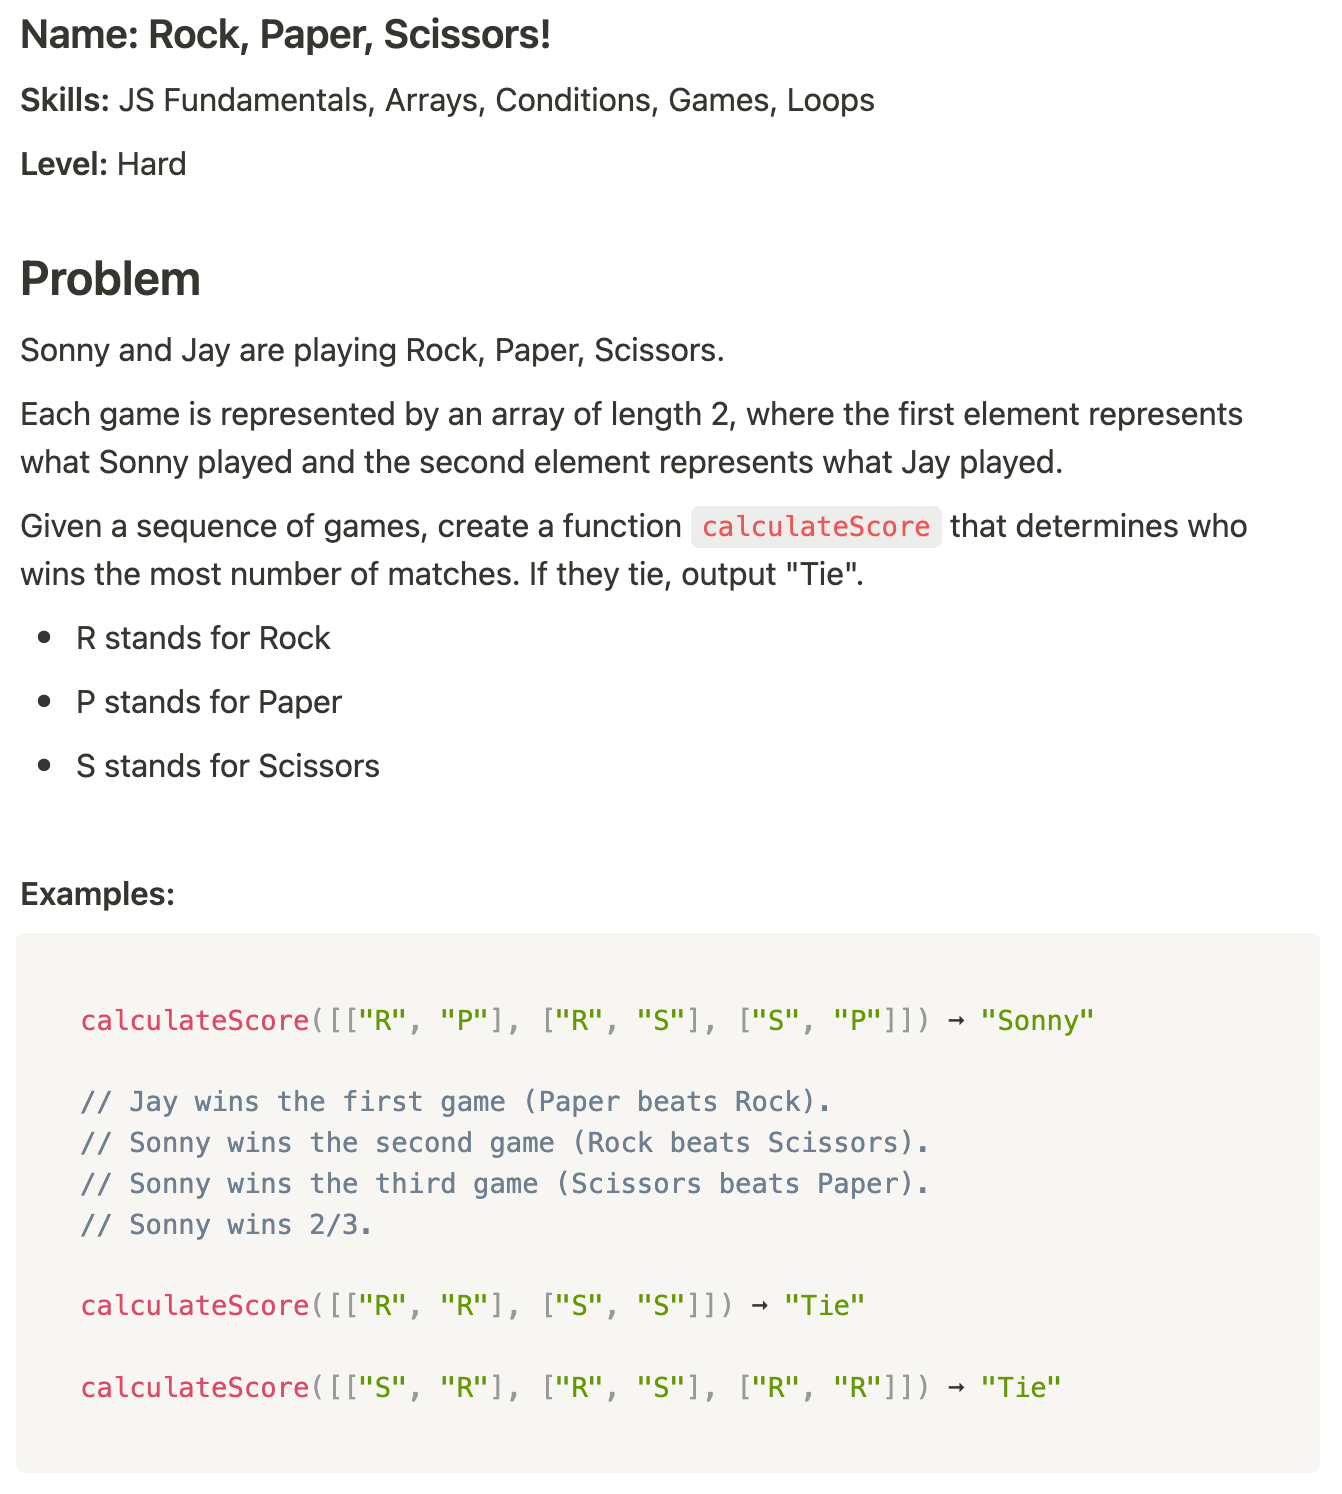 Name: Rock, Paper, Scissors!
Skills: JS Fundamentals, Arrays, Conditions, Games, Loops
Level: Hard
Problem
Sonny and Jay are playing Rock, Paper, Scissors.
Each game is represented by an array of length 2, where the first element represents
what Sonny played and the second element represents what Jay played.
Given a sequence of games, create a function calculateScore that determines who
wins the most number of matches. If they tie, output "Tie".
• R stands for Rock
• P stands for Paper
• S stands for Scissors
Examples:
calculateScore([["R", "P"], ["R", "S"], ["S", "P"]]) → "Sonny"
// Jay wins the first game (Paper beats Rock).
// Sonny wins the second game (Rock beats Scissors).
// Sonny wins the third game (Scissors beats Paper).
// Sonny wins 2/3.
calculateScore([["R", "R"], ["S", "S"]]) → "Tie"
calculateScore([["S", "R"], ["R", "S"], ["R", "R"]]) → "Tie"